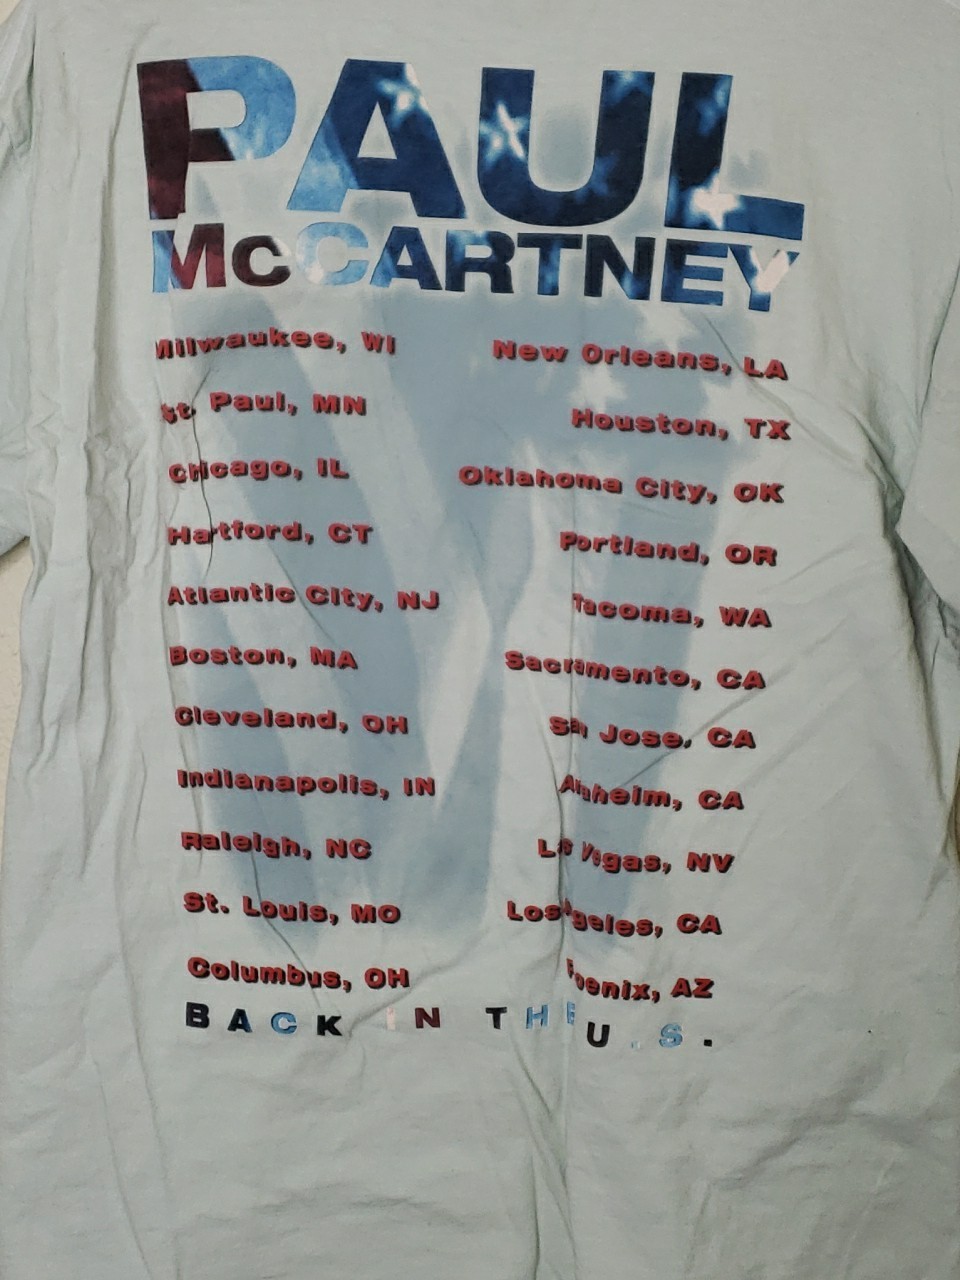 PAUL
McCARTNEY
Milwaukee, WI
St. Paul, MN
Chicago, IL
Hartford, CT
Atlantic City, NJ
Boston, MA
Cleveland, OH
Indianapolis, IN
Raleigh, NC
St. Louis, MO
Columbus, OH
New Orleans, LA
Houston, TX
Oklahoma City, OK
Portland, OR
Tacoma, WA
Sacramento, CA
San Jose, CA
Anaheim, CA
Las Vegas, NV
Los Angeles, CA
Phoenix, AZ
BACK IN THE U.S.